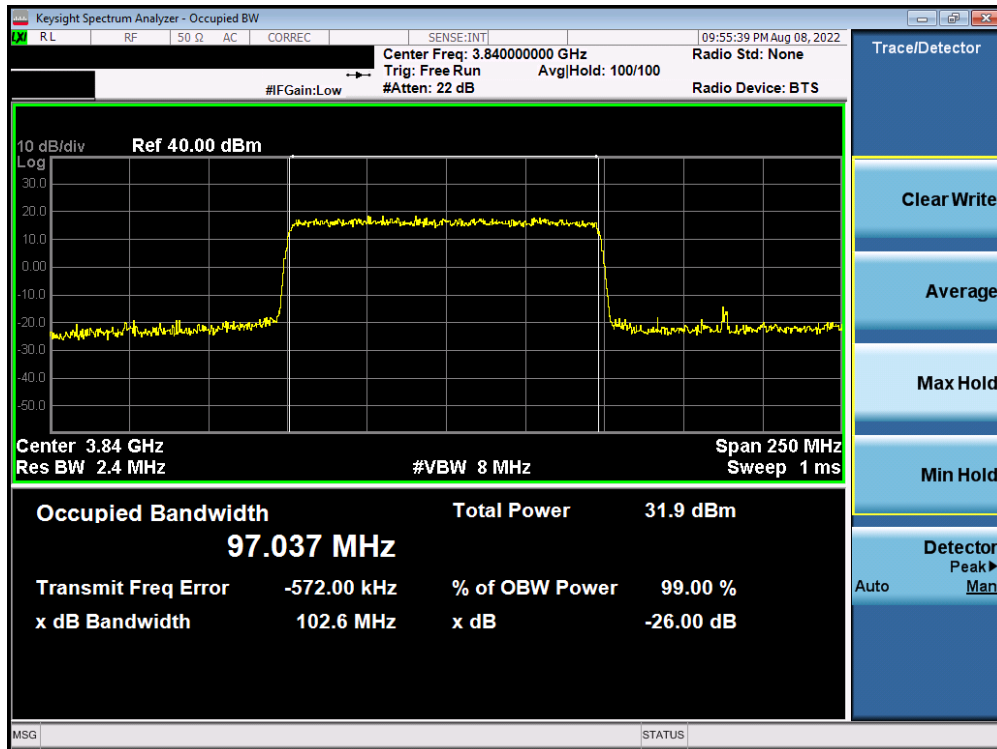 Keysight Spectrum Analyzer - Occupied BW
LXI RL RF 50 Ω AC CORREC SENSE:INT 09:55:39 PM Aug 08, 2022
Center Freq: 3.840000000 GHz Radio Std: None
Trig: Free Run Avg|Hold: 100/100
#IFGain:Low #Atten: 22 dB Radio Device: BTS
Trace/Detector
10 dB/div Ref 40.00 dBm
Log
30.0
20.0
10.0
0.00
-10.0
-20.0
-30.0
-40.0
-50.0
Center 3.84 GHz Span 250 MHz
Res BW 2.4 MHz #VBW 8 MHz Sweep 1 ms
Occupied Bandwidth Total Power 31.9 dBm
97.037 MHz
Transmit Freq Error -572.00 kHz % of OBW Power 99.00 %
x dB Bandwidth 102.6 MHz x dB -26.00 dB
Clear Write
Average
Max Hold
Min Hold
Detector
Peak▶
Auto Man
MSG STATUS